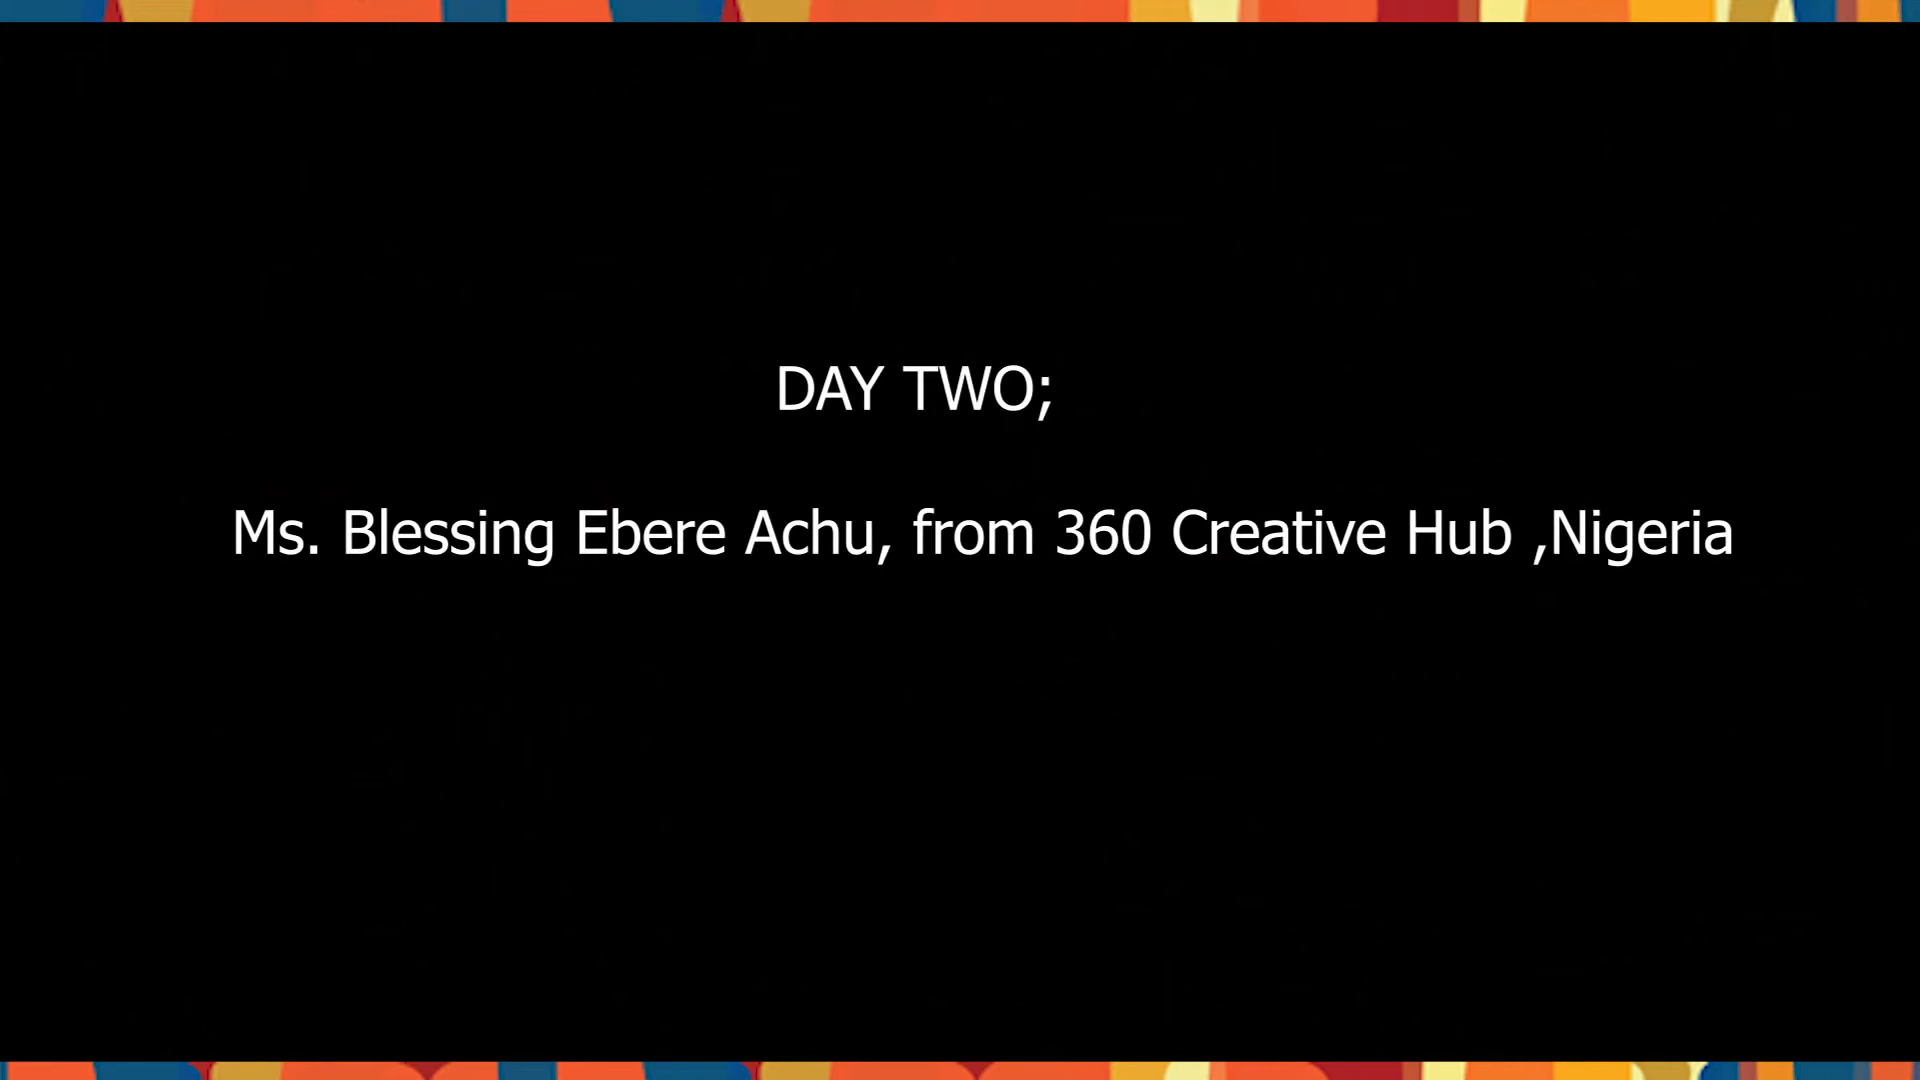 DAY TWO;
Ms. Blessing Ebere Achu, from 360 Creative Hub ,Nigeria